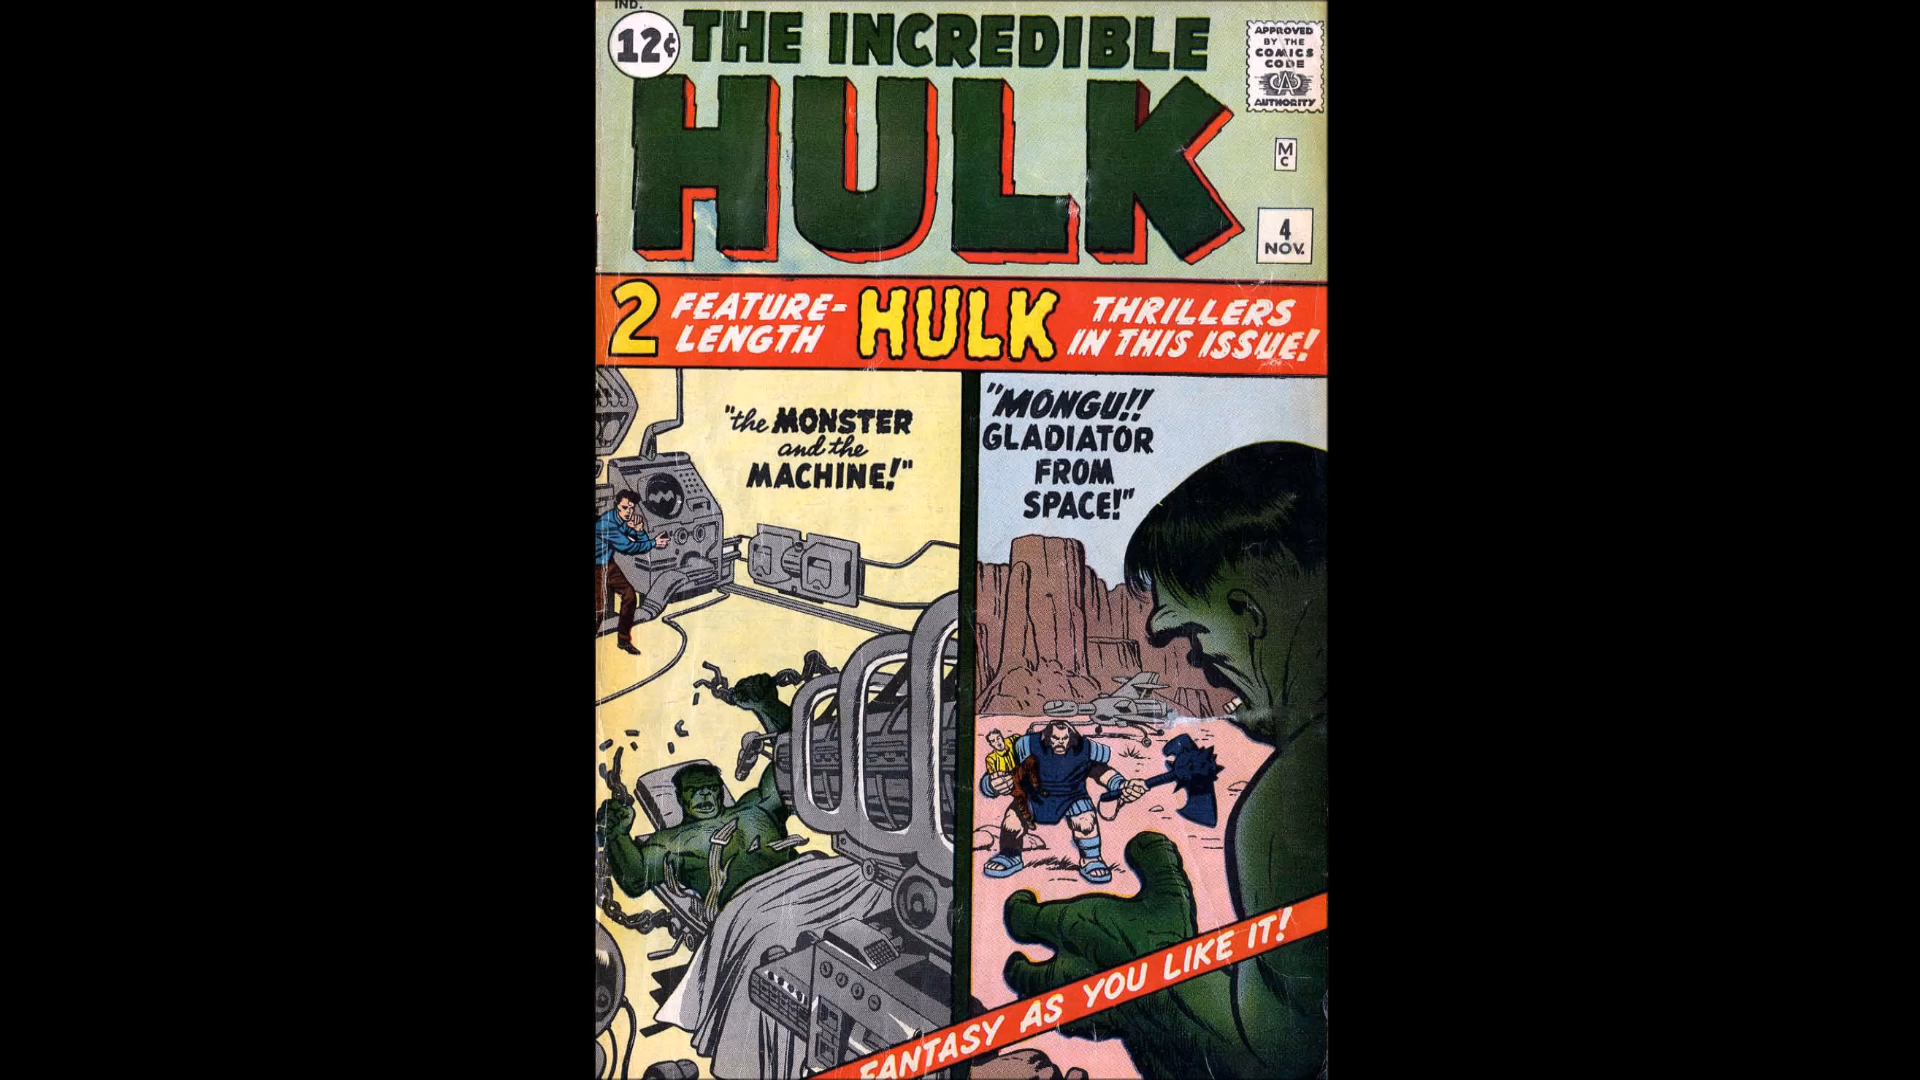 IND.
12¢
THE INCREDIBLE
HULK
APPROVED
BY THE
COMICS
CODE
CA
AUTHORITY
M
C
4
NOV.
2 FEATURE-
LENGTH
HULK
THRILLERS
IN THIS ISSUE!
"the MONSTER
and the
MACHINE!"
"MONGU!!
GLADIATOR
FROM
SPACE!"
FANTASY AS YOU LIKE IT!